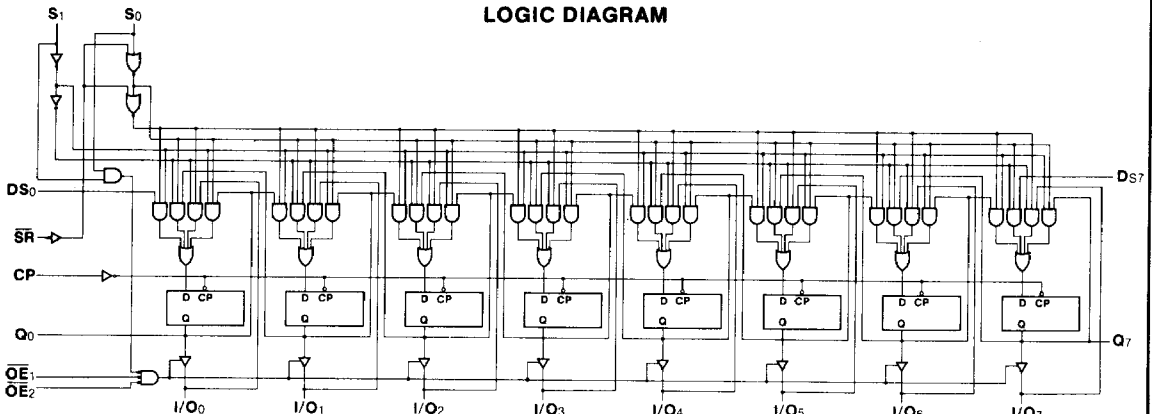 LOGIC DIAGRAM
S1 S0
DS0
DS7
SR
CP
D CP D CP D CP D CP D CP D CP D CP D CP
Q Q Q Q Q Q Q Q
Q0
Q7
OE1
OE2
I/O0 I/O1 I/O2 I/O3 I/O4 I/O5 I/O6 I/O7